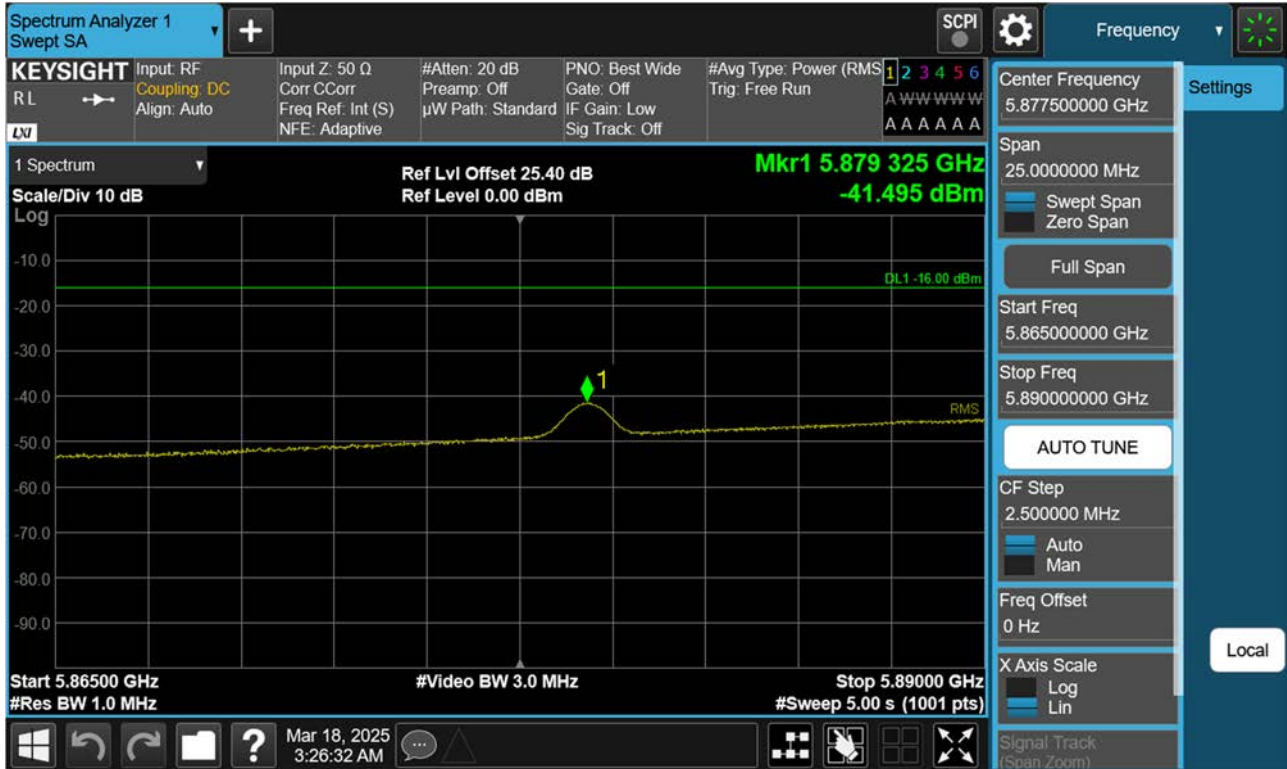 Spectrum Analyzer 1
Swept SA
+
SCPI
Frequency
KEYSIGHT
RL
LXI
Input: RF
Coupling: DC
Align: Auto
Input Z: 50 Ω
Corr CCorr
Freq Ref: Int (S)
NFE: Adaptive
#Atten: 20 dB
Preamp: Off
µW Path: Standard
PNO: Best Wide
Gate: Off
IF Gain: Low
Sig Track: Off
#Avg Type: Power (RMS
Trig: Free Run
1 2 3 4 5 6
A W W W W W
A A A A A A
1 Spectrum
Scale/Div 10 dB
Log
Ref Lvl Offset 25.40 dB
Ref Level 0.00 dBm
Mkr1 5.879 325 GHz
-41.495 dBm
-10.0
DL1 -16.00 dBm
-20.0
-30.0
1
-40.0
RMS
-50.0
-60.0
-70.0
-80.0
-90.0
Start 5.86500 GHz
#Res BW 1.0 MHz
#Video BW 3.0 MHz
Stop 5.89000 GHz
#Sweep 5.00 s (1001 pts)
Center Frequency
5.877500000 GHz
Settings
Span
25.0000000 MHz
Swept Span
Zero Span
Full Span
Start Freq
5.865000000 GHz
Stop Freq
5.890000000 GHz
AUTO TUNE
CF Step
2.500000 MHz
Auto
Man
Freq Offset
0 Hz
X Axis Scale
Log
Lin
Signal Track
(Span Zoom)
Local
?
Mar 18, 2025
3:26:32 AM